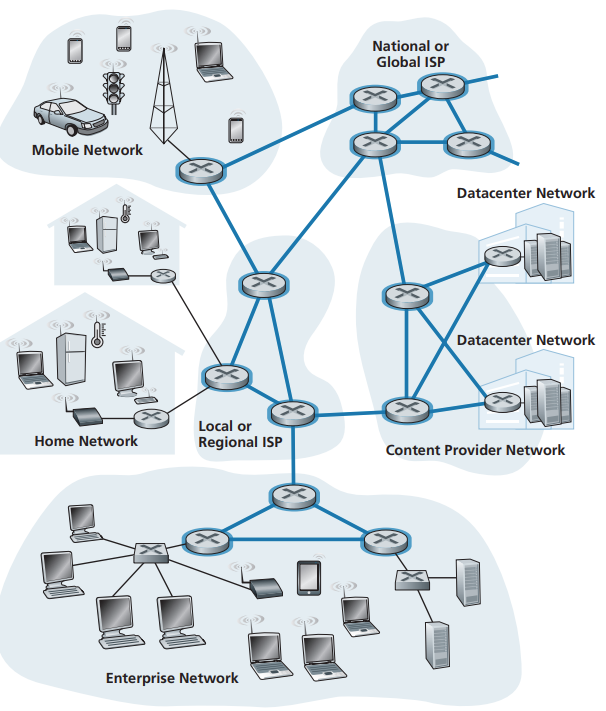 National or
Global ISP
Mobile Network
Datacenter Network
Datacenter Network
Home Network
Local or
Regional ISP
Content Provider Network
Enterprise Network